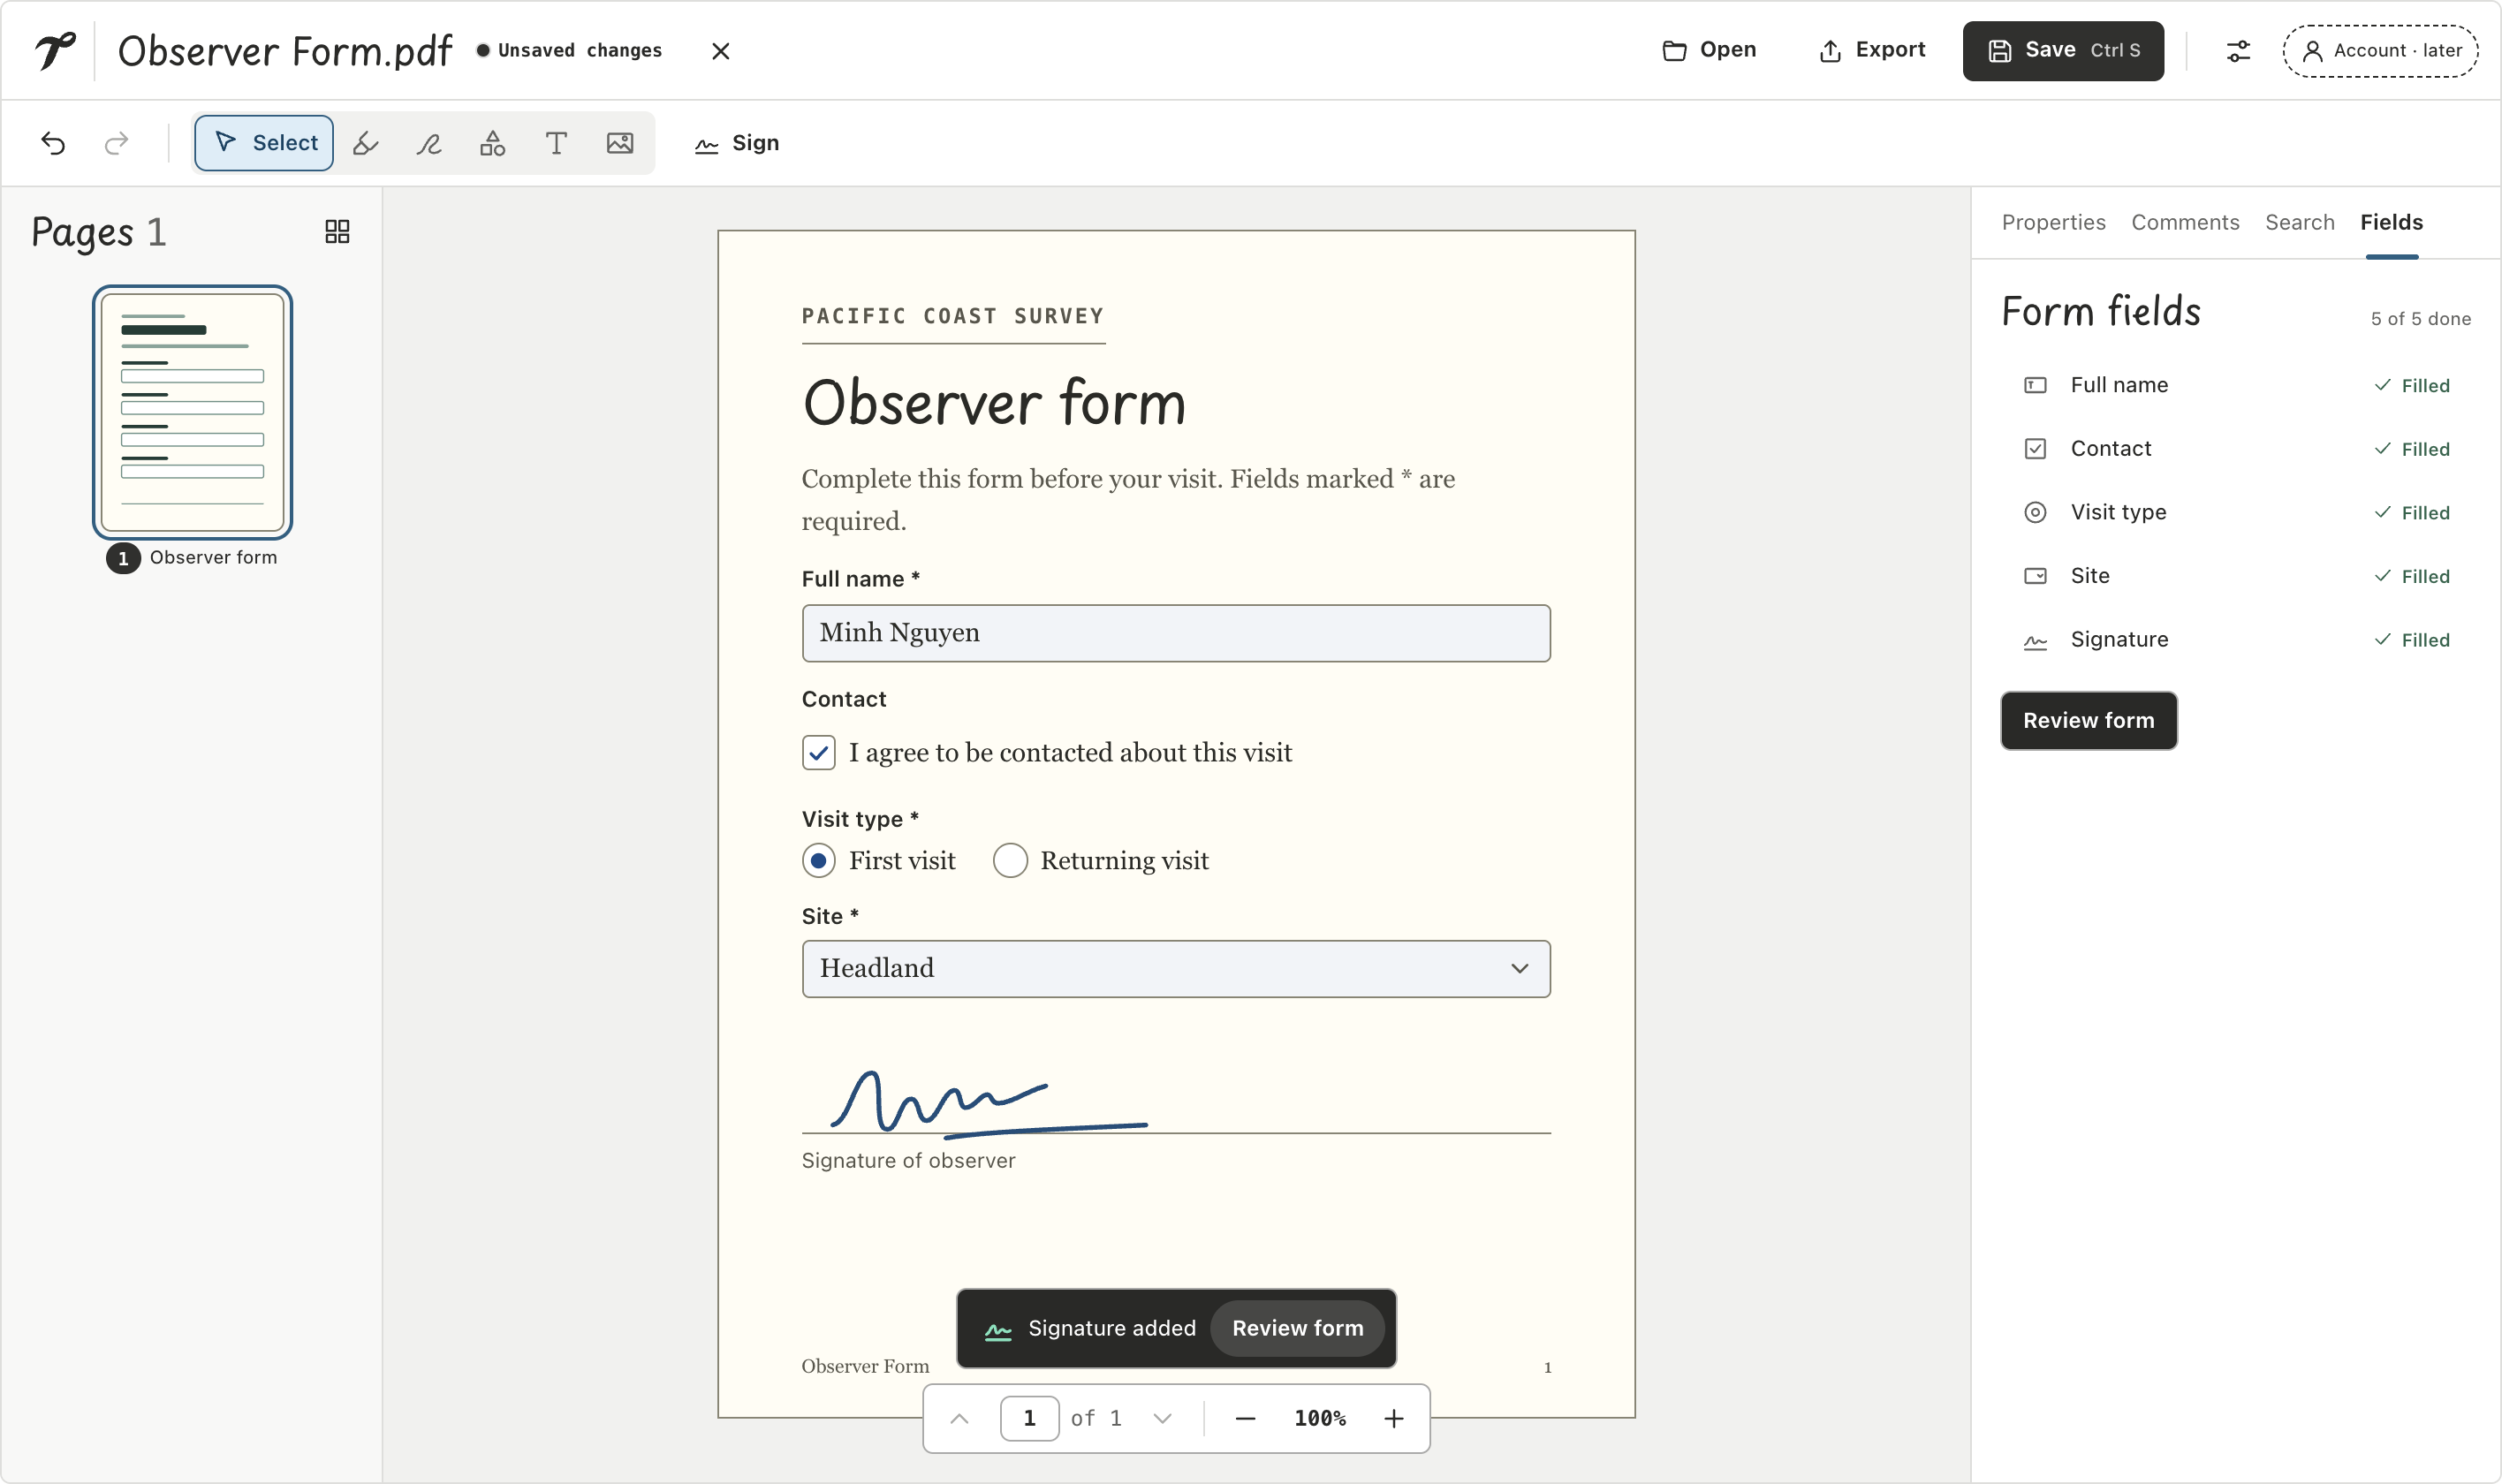 Observer Form.pdf
Unsaved changes
Open
Export
Save Ctrl S
Account · later
Select
Sign
Pages 1
1 Observer form
PACIFIC COAST SURVEY
Observer form
Complete this form before your visit. Fields marked * are
required.
Full name *
Minh Nguyen
Contact
I agree to be contacted about this visit
Visit type *
First visit
Returning visit
Site *
Headland
Signature of observer
Signature added Review form
Observer Form
1
1 of 1
100%
Properties Comments Search Fields
Form fields
5 of 5 done
Full name Filled
Contact Filled
Visit type Filled
Site Filled
Signature Filled
Review form